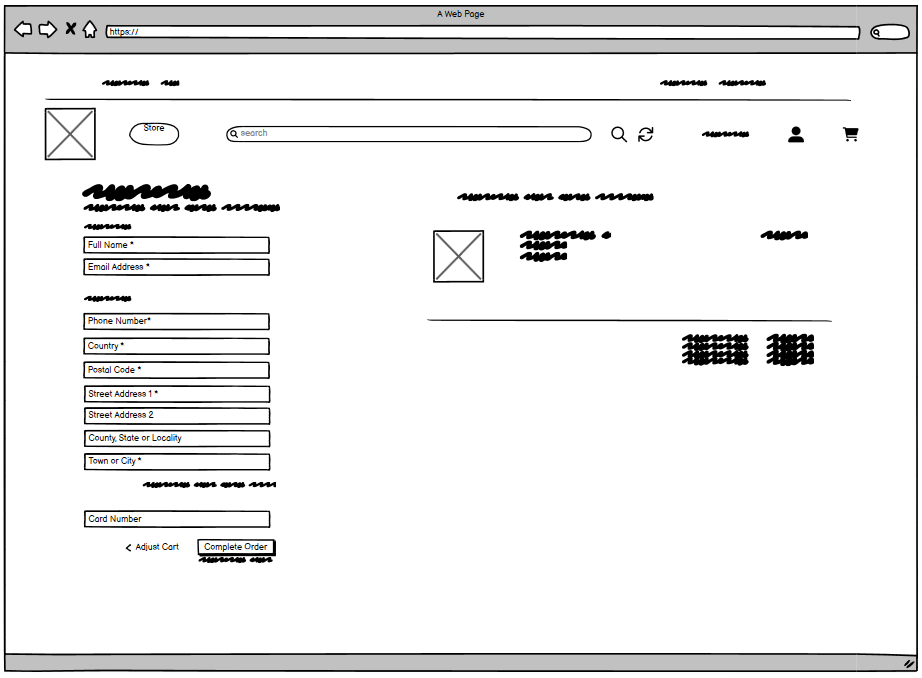 A Web Page
https://
Store
search
Full Name *
Email Address *
Phone Number*
Country *
Postal Code *
Street Address 1 *
Street Address 2
County, State or Locality
Town or City *
Card Number
Adjust Cart
Complete Order